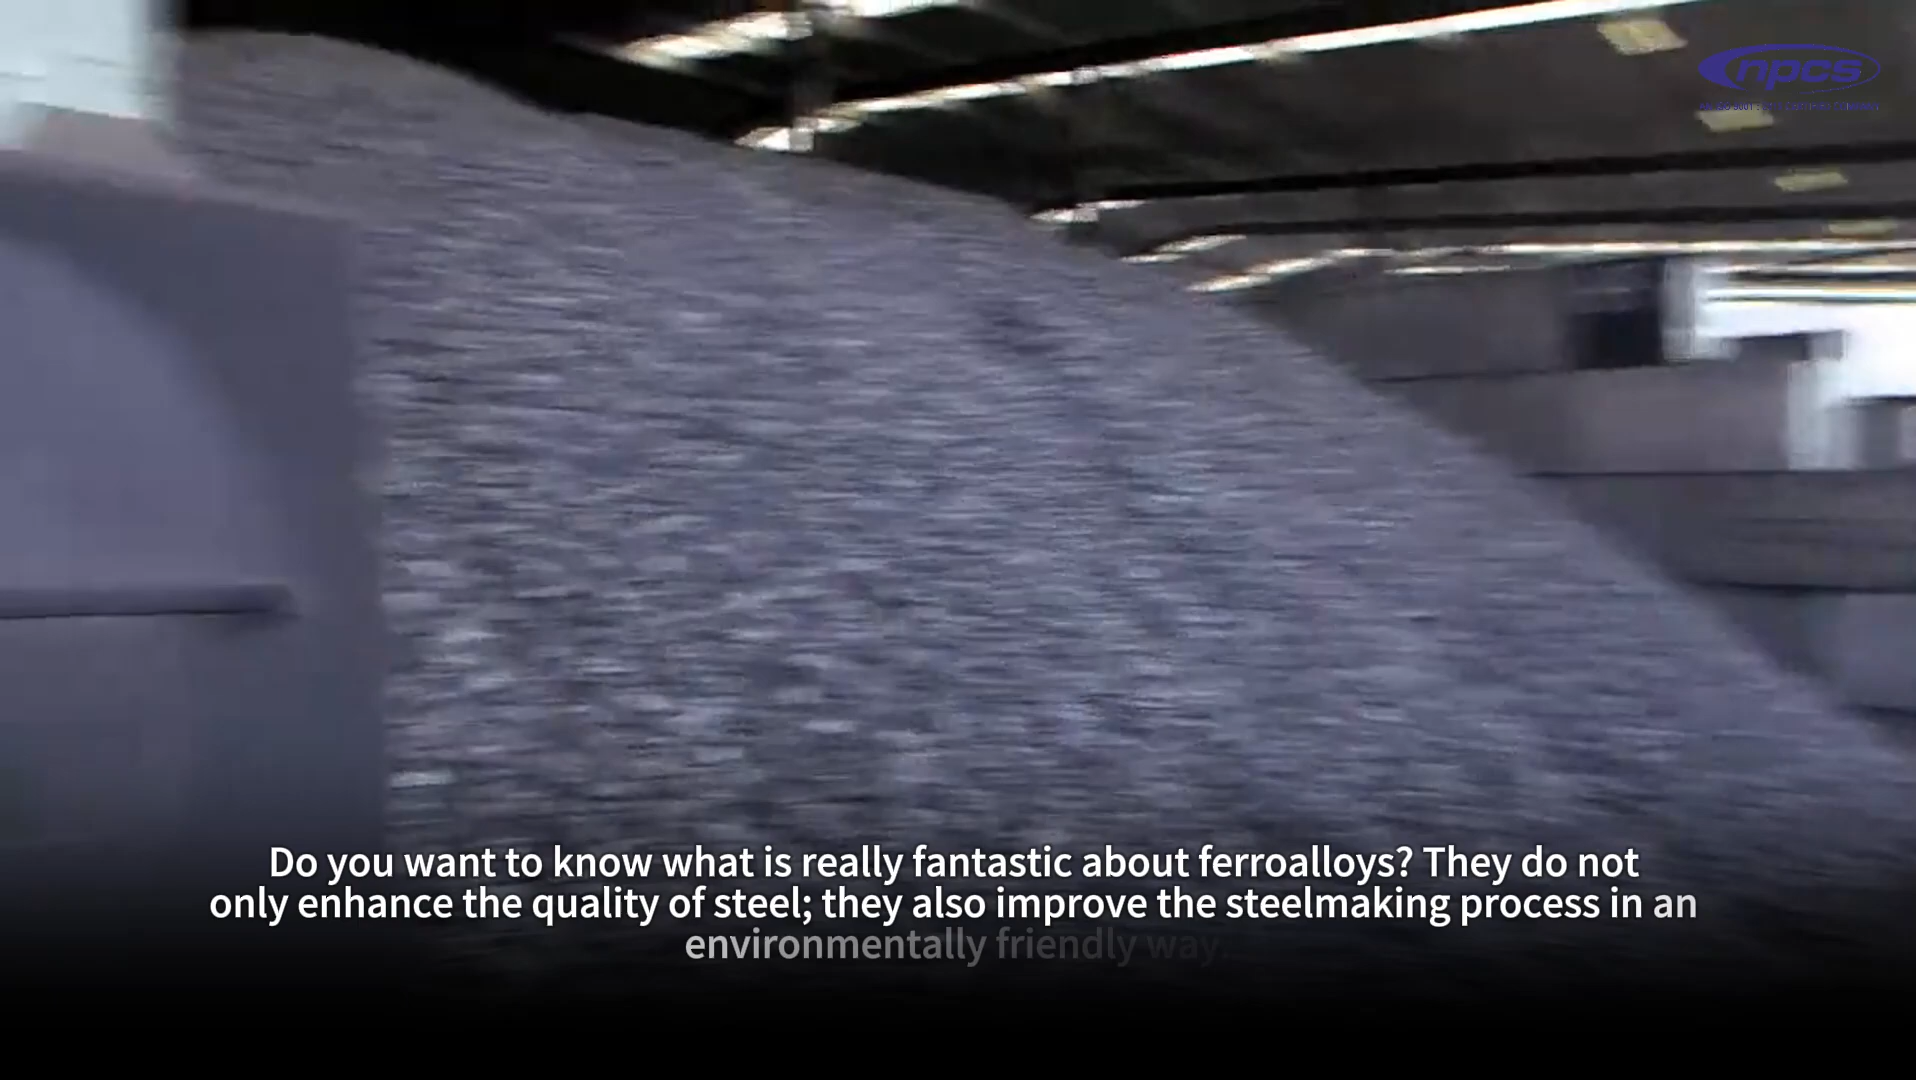 npcs
Do you want to know what is really fantastic about ferroalloys? They do not
only enhance the quality of steel; they also improve the steelmaking process in an
environmentally friendly way.